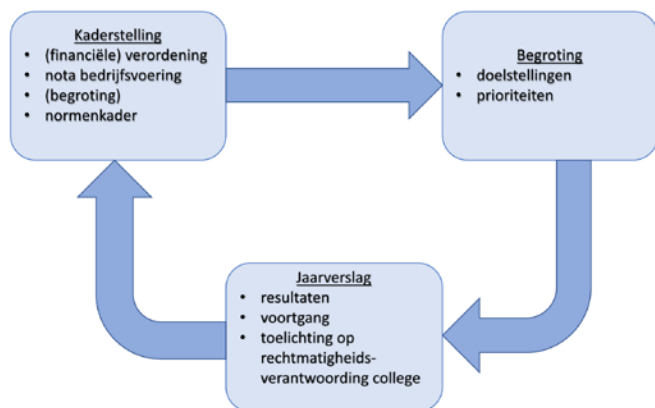 Kaderstelling
• (financiële) verordening
• nota bedrijfsvoering
• (begroting)
• normenkader
Begroting
• doelstellingen
• prioriteiten
Jaarverslag
• resultaten
• voortgang
• toelichting op
rechtmatigheids-
verantwoording college